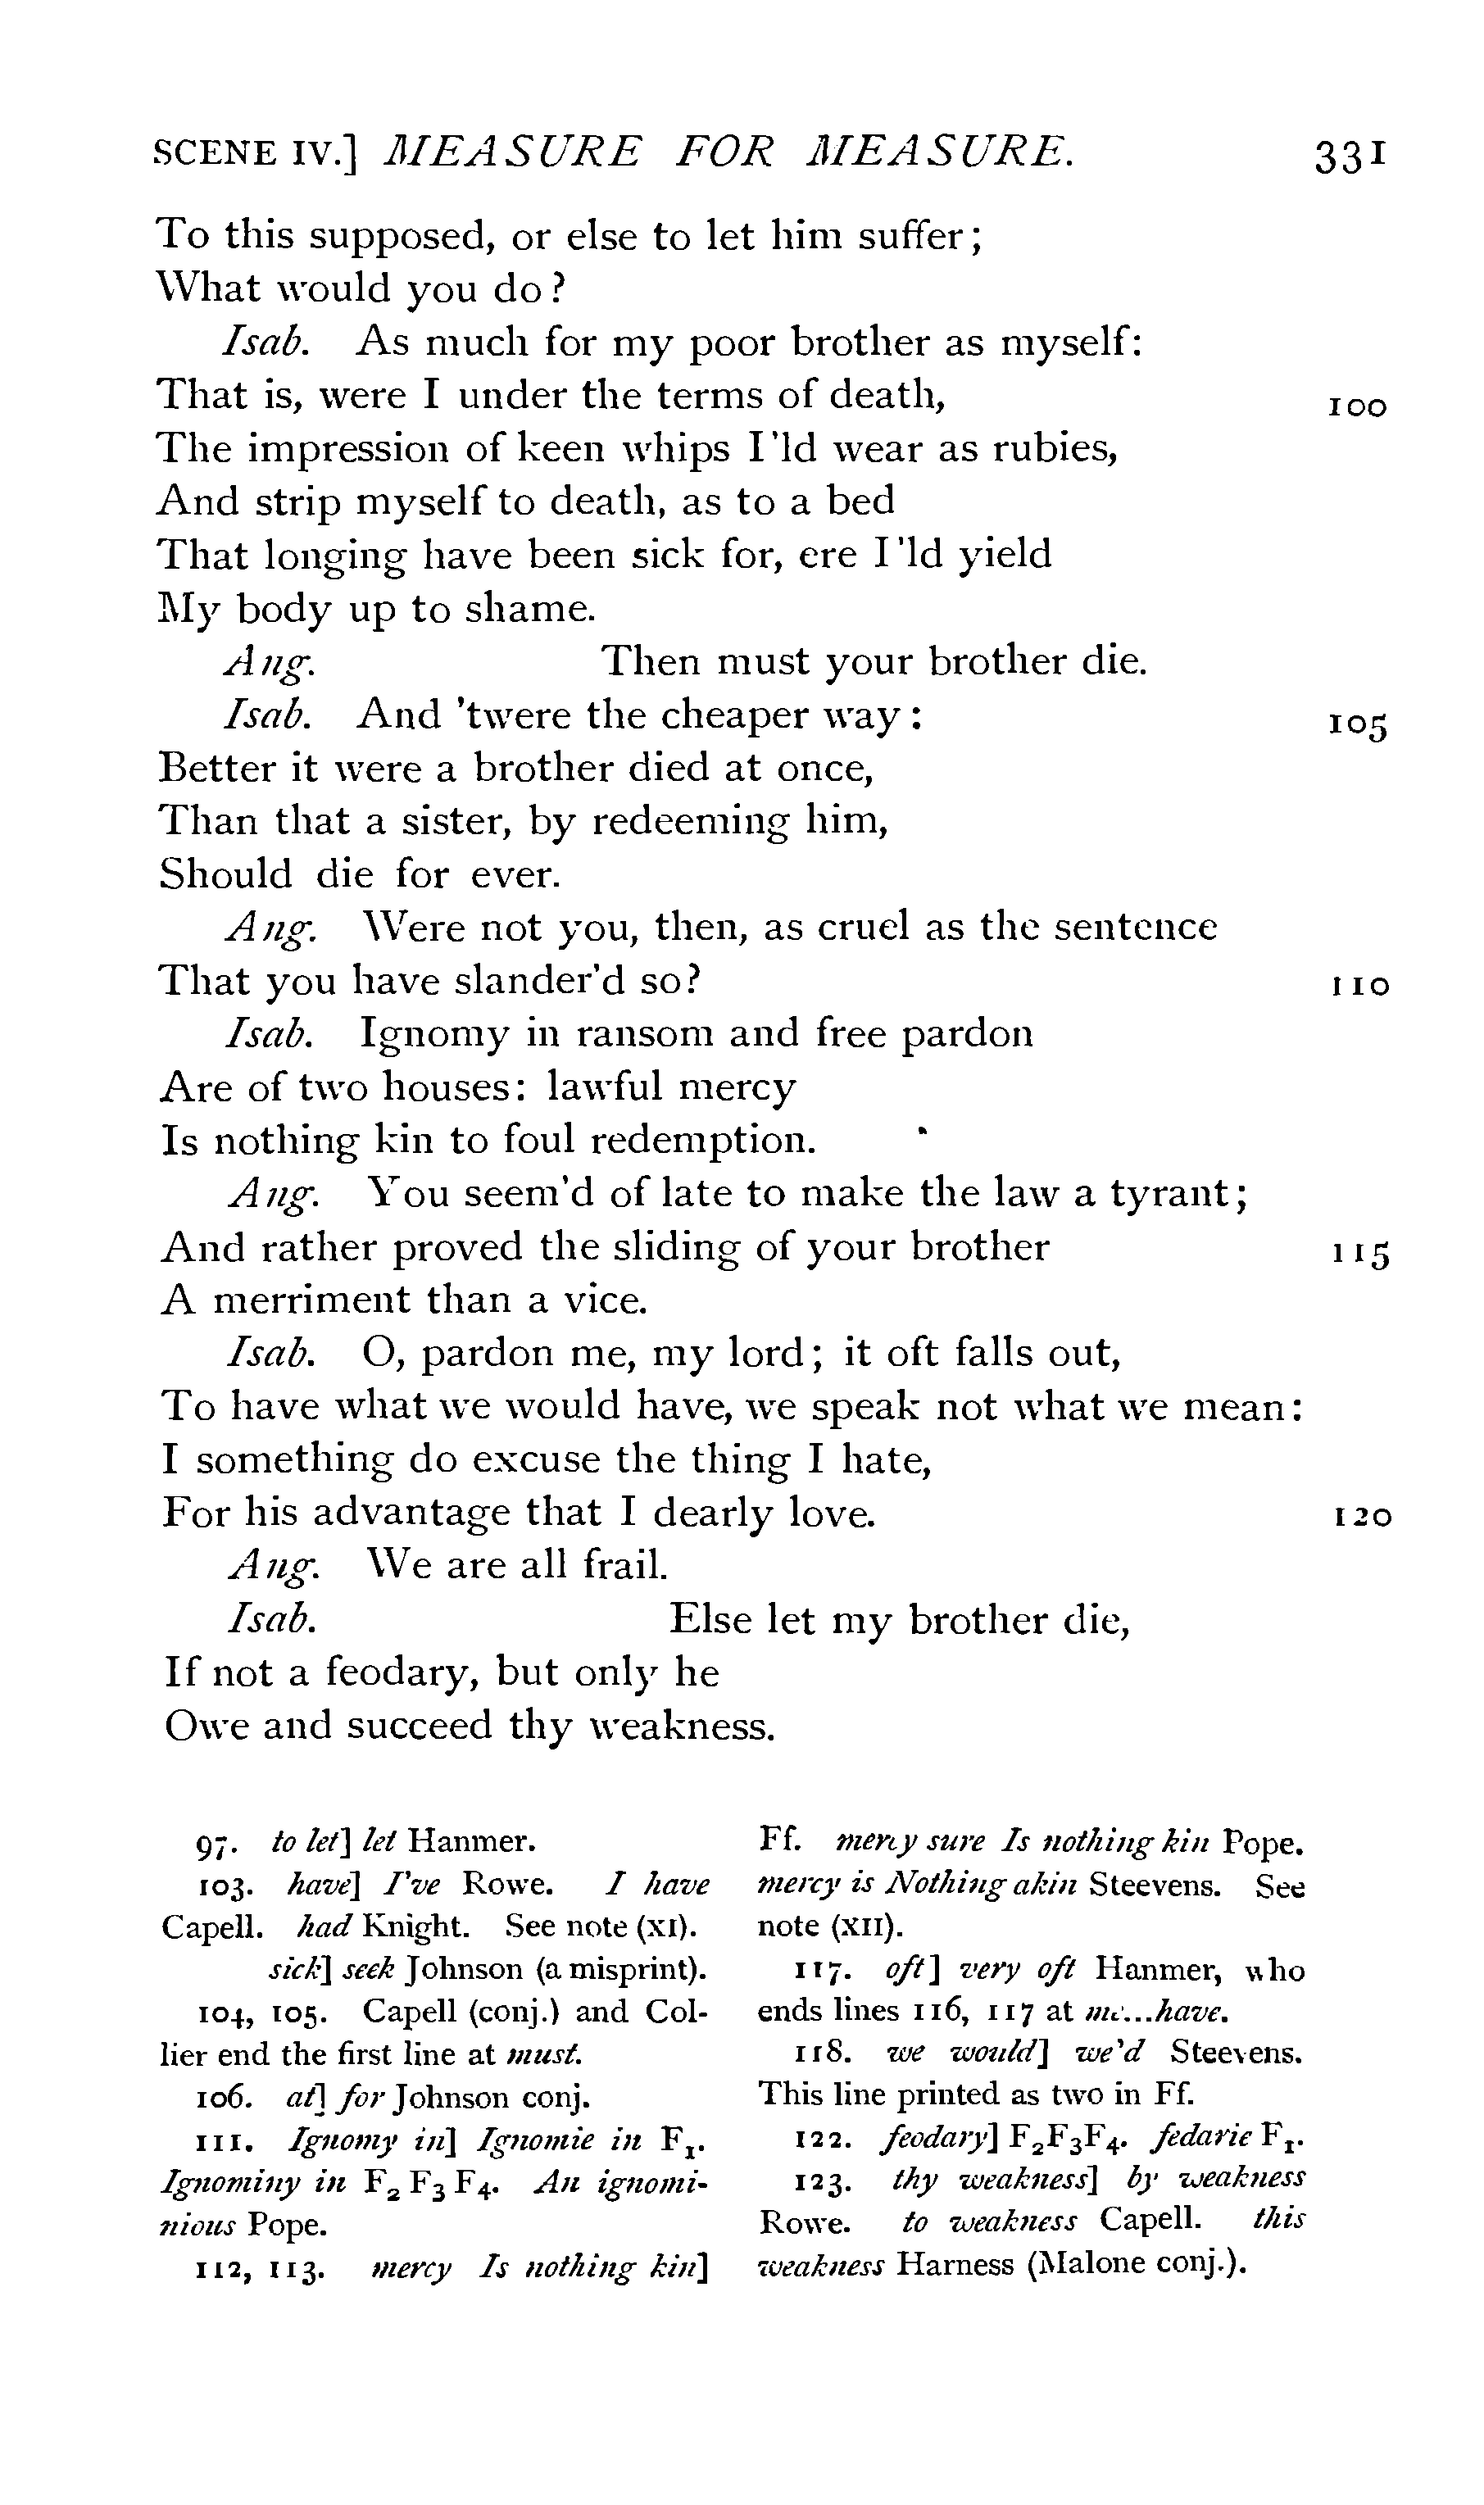 SCENE IV.] MEASURE FOR MEASURE. 331
To this supposed, or else to let him suffer;
What would you do?
Isab. As much for my poor brother as myself:
That is, were I under the terms of death, 100
The impression of keen whips I'ld wear as rubies,
And strip myself to death, as to a bed
That longing have been sick for, ere I'ld yield
My body up to shame.
Ang. Then must your brother die.
Isab. And 'twere the cheaper way: 105
Better it were a brother died at once,
Than that a sister, by redeeming him,
Should die for ever.
Ang. Were not you, then, as cruel as the sentence
That you have slander'd so? 110
Isab. Ignomy in ransom and free pardon
Are of two houses: lawful mercy
Is nothing kin to foul redemption.
Ang. You seem'd of late to make the law a tyrant;
And rather proved the sliding of your brother 115
A merriment than a vice.
Isab. O, pardon me, my lord; it oft falls out,
To have what we would have, we speak not what we mean:
I something do excuse the thing I hate,
For his advantage that I dearly love. 120
Ang. We are all frail.
Isab. Else let my brother die,
If not a feodary, but only he
Owe and succeed thy weakness.
97. to let] let Hanmer.
103. have] I've Rowe. I have
Capell. had Knight. See note (XI).
sick] seek Johnson (a misprint).
104, 105. Capell (conj.) and Col-
lier end the first line at must.
106. at] for Johnson conj.
111. Ignomy in] Ignomie in F1.
Ignominy in F2 F3 F4. An ignomi-
nious Pope.
112, 113. mercy Is nothing kin]
Ff. mercy sure Is nothing kin Pope.
mercy is Nothing akin Steevens. See
note (XII).
117. oft] very oft Hanmer, who
ends lines 116, 117 at me...have.
118. we would] we'd Steevens.
This line printed as two in Ff.
122. feodary] F2F3F4. fedarie F1.
123. thy weakness] by weakness
Rowe. to weakness Capell. this
weakness Harness (Malone conj.).